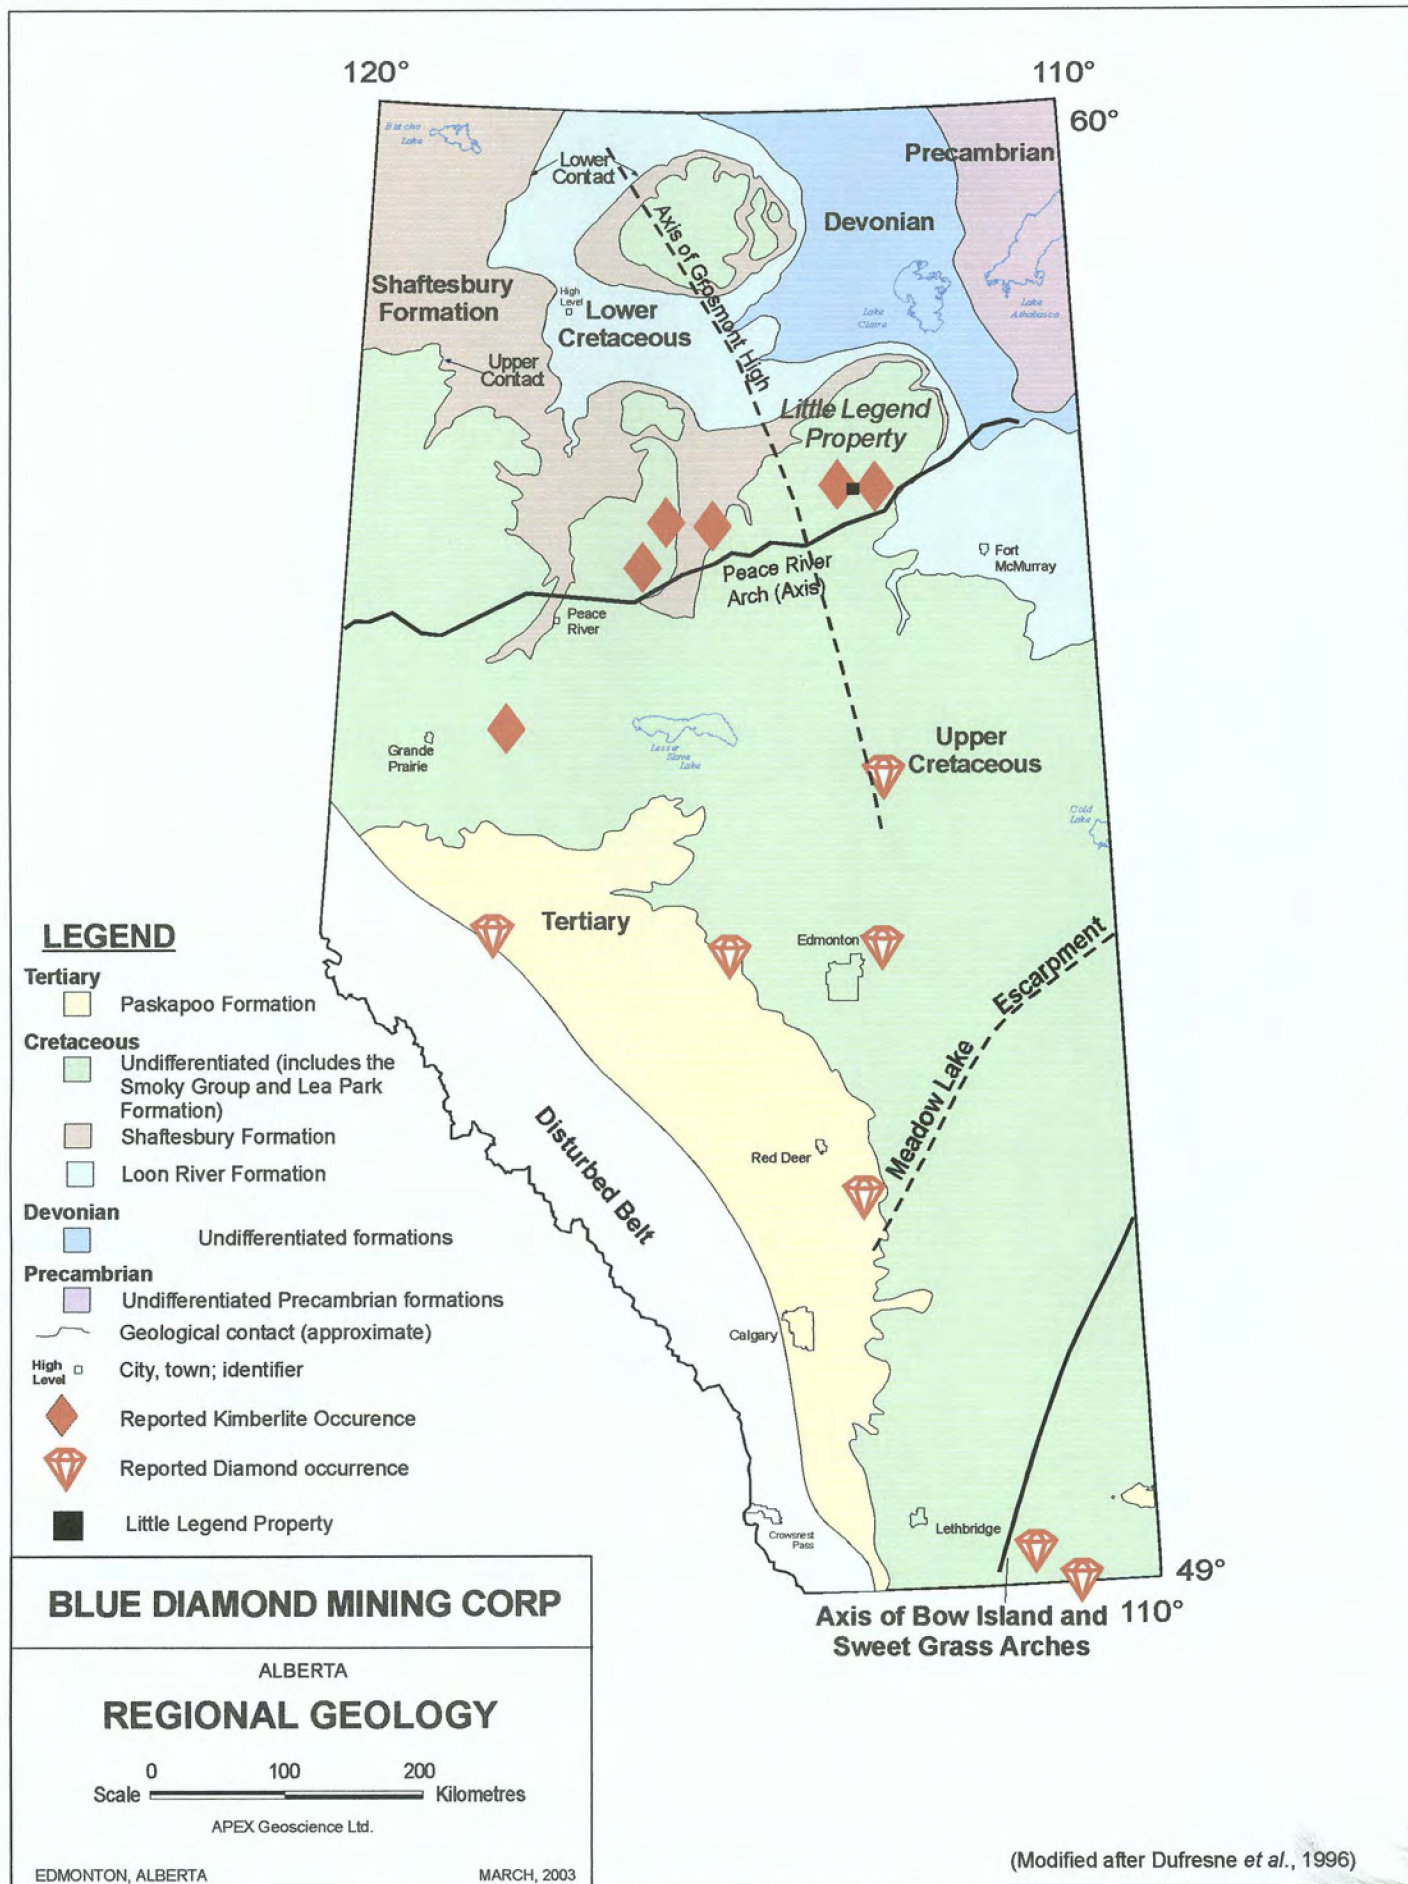 120°
110°
60°
Bistcho
Lake
Precambrian
Lower
Contact
Axis of Grosmont High
Devonian
Shaftesbury
Formation
High
Level
Lower
Cretaceous
Lake
Claire
Lake
Athabasca
Upper
Contact
Little Legend
Property
Fort
McMurray
Peace River
Arch (Axis)
Peace
River
Grande
Prairie
Lesser
Slave
Lake
Upper
Cretaceous
Cold
Lake
Tertiary
Edmonton
Meadow Lake Escarpment
Disturbed Belt
Red Deer
Calgary
Crowsnest
Pass
Lethbridge
49°
110°
Axis of Bow Island and
Sweet Grass Arches
LEGEND
Tertiary
Paskapoo Formation
Cretaceous
Undifferentiated (includes the
Smoky Group and Lea Park
Formation)
Shaftesbury Formation
Loon River Formation
Devonian
Undifferentiated formations
Precambrian
Undifferentiated Precambrian formations
Geological contact (approximate)
High
Level
City, town; identifier
Reported Kimberlite Occurence
Reported Diamond occurrence
Little Legend Property
BLUE DIAMOND MINING CORP
ALBERTA
REGIONAL GEOLOGY
0 100 200
Scale Kilometres
APEX Geoscience Ltd.
EDMONTON, ALBERTA MARCH, 2003
(Modified after Dufresne et al., 1996)